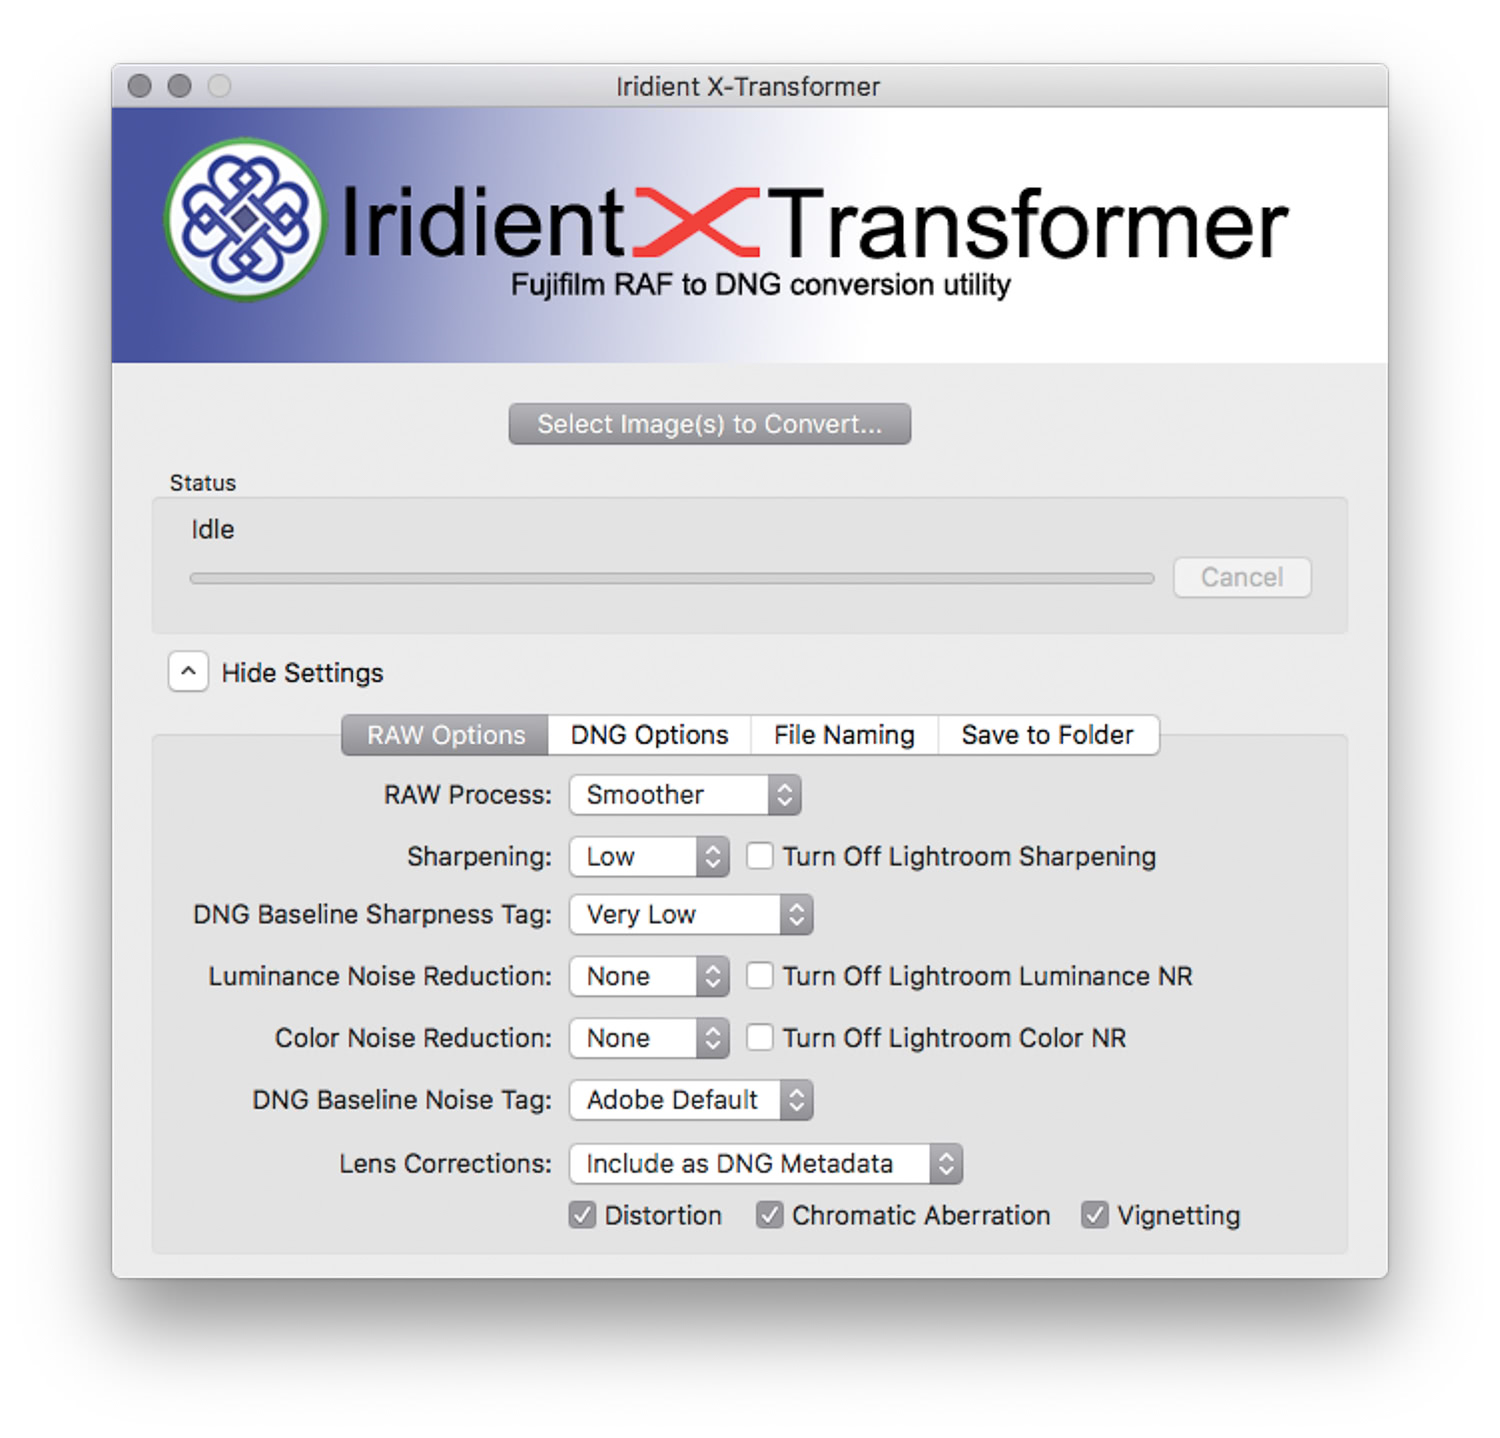 Iridient X-Transformer
Iridient X Transformer
Fujifilm RAF to DNG conversion utility
Select Image(s) to Convert...
Status
Idle
Cancel
Hide Settings
RAW Options DNG Options File Naming Save to Folder
RAW Process: Smoother
Sharpening: Low Turn Off Lightroom Sharpening
DNG Baseline Sharpness Tag: Very Low
Luminance Noise Reduction: None Turn Off Lightroom Luminance NR
Color Noise Reduction: None Turn Off Lightroom Color NR
DNG Baseline Noise Tag: Adobe Default
Lens Corrections: Include as DNG Metadata
Distortion Chromatic Aberration Vignetting